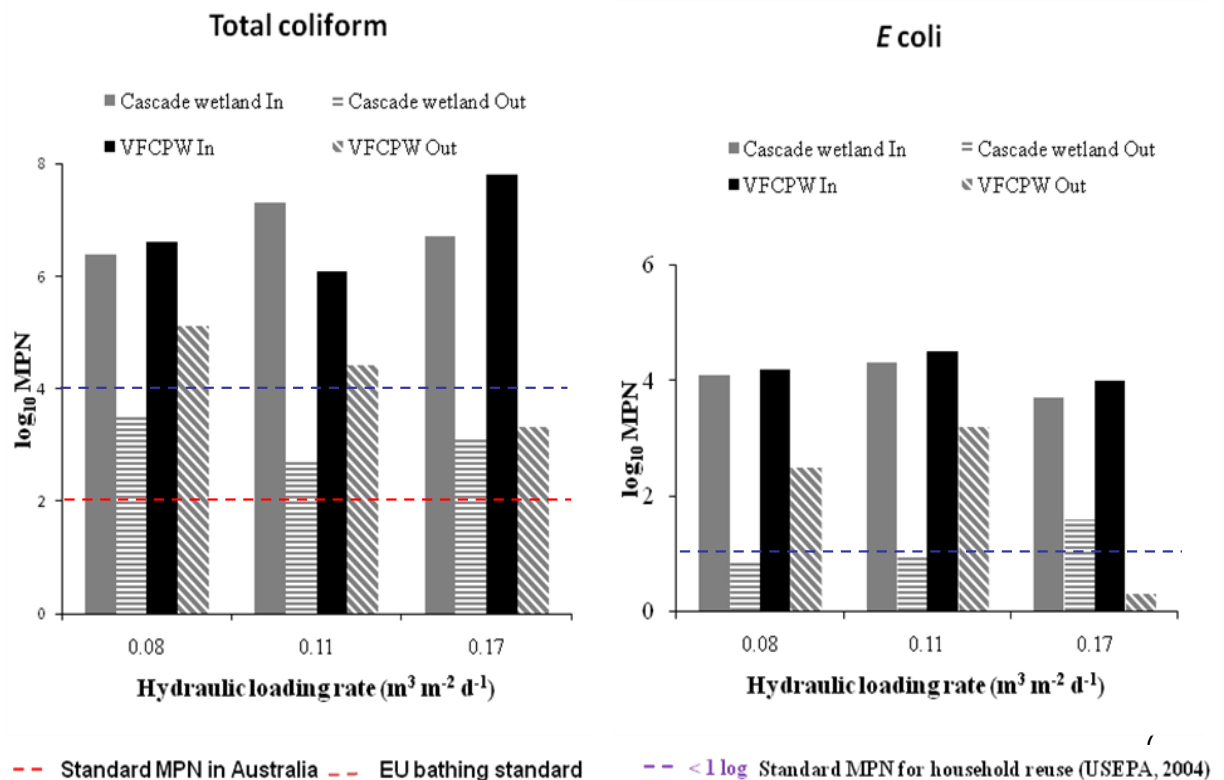 Total coliform
Cascade wetland In
Cascade wetland Out
VFCPW In
VFCPW Out
8
6
4
2
0
log10 MPN
0.08
0.11
0.17
Hydraulic loading rate (m³ m⁻² d⁻¹)
E coli
Cascade wetland In
Cascade wetland Out
VFCPW In
VFCPW Out
6
4
2
0
log10 MPN
0.08
0.11
0.17
Hydraulic loading rate (m³ m⁻² d⁻¹)
Standard MPN in Australia
EU bathing standard
< 1 log Standard MPN for household reuse (USEPA, 2004)